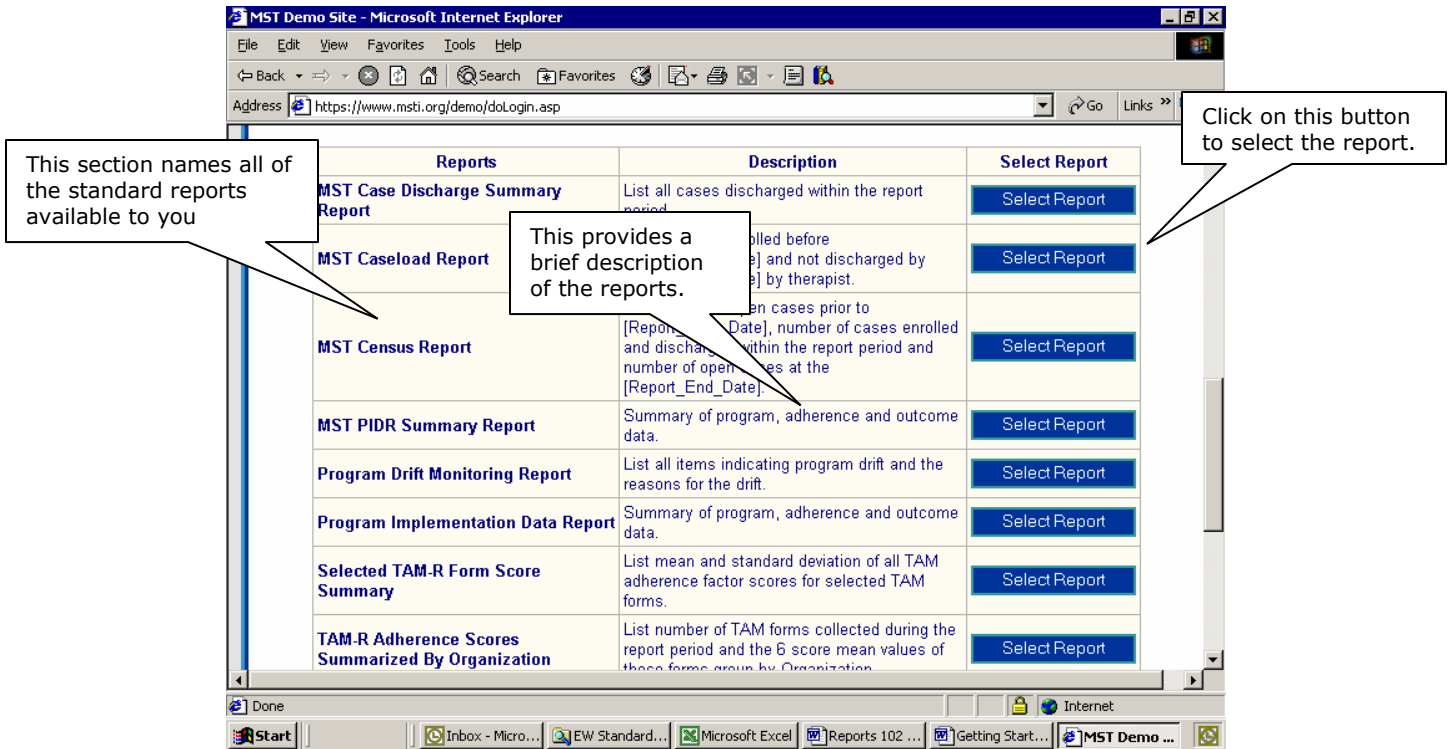 MST Demo Site - Microsoft Internet Explorer
File Edit View Favorites Tools Help
Back Search Favorites
Address https://www.msti.org/demo/doLogin.asp Go Links »
Click on this button
to select the report.
This section names all of
the standard reports
available to you
Reports Description Select Report
MST Case Discharge Summary
Report
List all cases discharged within the report
period.
Select Report
This provides a
brief description
of the reports.
MST Caseload Report
before
and not discharged by
by therapist.
Select Report
MST Census Report
cases prior to
number of cases enrolled
and within the report period and
number of open at the
[Report_End_Date].
Select Report
MST PIDR Summary Report
Summary of program, adherence and outcome
data.
Select Report
Program Drift Monitoring Report
List all items indicating program drift and the
reasons for the drift.
Select Report
Program Implementation Data Report
Summary of program, adherence and outcome
data.
Select Report
Selected TAM-R Form Score
Summary
List mean and standard deviation of all TAM
adherence factor scores for selected TAM
forms.
Select Report
TAM-R Adherence Scores
Summarized By Organization
List number of TAM forms collected during the
report period and the 6 score mean values of
these forms group by Organization
Select Report
Done Internet
Start Inbox - Micro... EW Standard... Microsoft Excel Reports 102 ... Getting Start... MST Demo ...